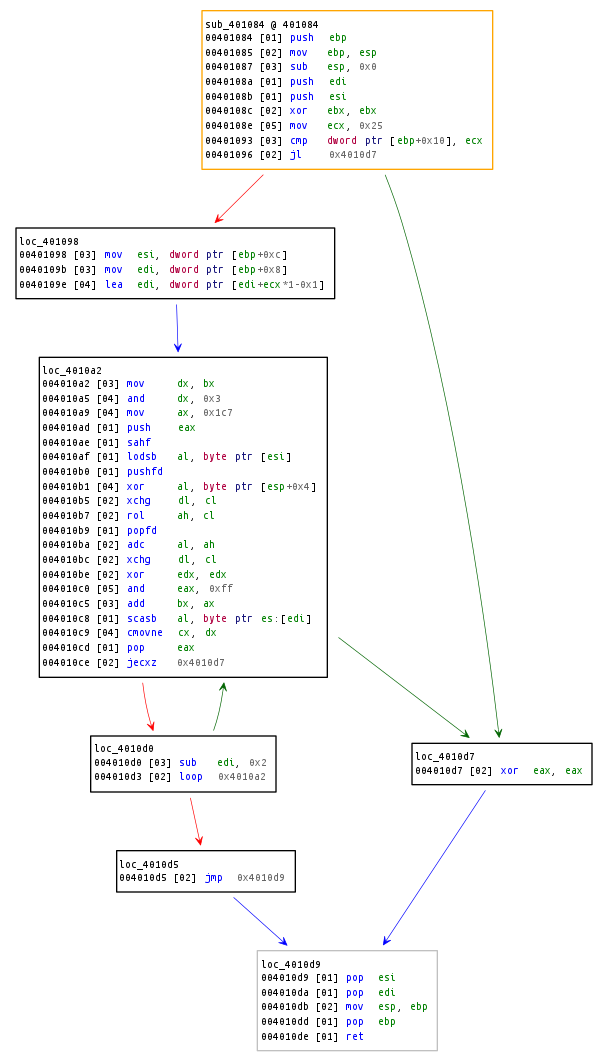 sub_401084 @ 401084
00401084 [01] push ebp
00401085 [02] mov ebp, esp
00401087 [03] sub esp, 0x0
0040108a [01] push edi
0040108b [01] push esi
0040108c [02] xor ebx, ebx
0040108e [05] mov ecx, 0x25
00401093 [03] cmp dword ptr [ebp+0x10], ecx
00401096 [02] jl 0x4010d7
loc_401098
00401098 [03] mov esi, dword ptr [ebp+0xc]
0040109b [03] mov edi, dword ptr [ebp+0x8]
0040109e [04] lea edi, dword ptr [edi+ecx*1-0x1]
loc_4010a2
004010a2 [03] mov dx, bx
004010a5 [04] and dx, 0x3
004010a9 [04] mov ax, 0x1c7
004010ad [01] push eax
004010ae [01] sahf
004010af [01] lodsb al, byte ptr [esi]
004010b0 [01] pushfd
004010b1 [04] xor al, byte ptr [esp+0x4]
004010b5 [02] xchg dl, cl
004010b7 [02] rol ah, cl
004010b9 [01] popfd
004010ba [02] adc al, ah
004010bc [02] xchg dl, cl
004010be [02] xor edx, edx
004010c0 [05] and eax, 0xff
004010c5 [03] add bx, ax
004010c8 [01] scasb al, byte ptr es:[edi]
004010c9 [04] cmovne cx, dx
004010cd [01] pop eax
004010ce [02] jecxz 0x4010d7
loc_4010d0
004010d0 [03] sub edi, 0x2
004010d3 [02] loop 0x4010a2
loc_4010d7
004010d7 [02] xor eax, eax
loc_4010d5
004010d5 [02] jmp 0x4010d9
loc_4010d9
004010d9 [01] pop esi
004010da [01] pop edi
004010db [02] mov esp, ebp
004010dd [01] pop ebp
004010de [01] ret